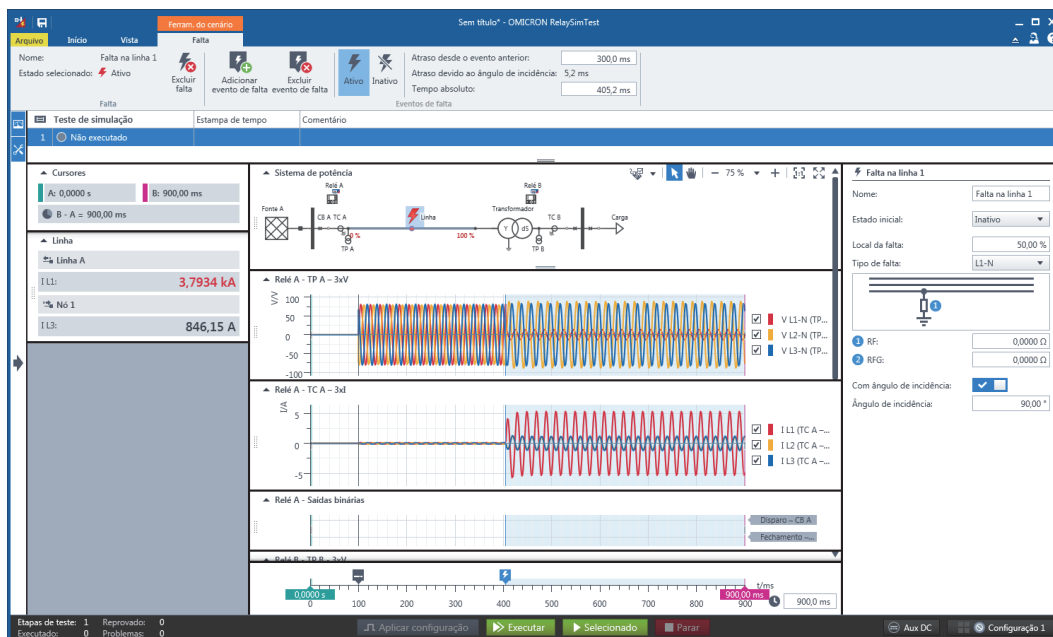 Ferram. do cenário
Sem título* - OMICRON RelaySimTest
Arquivo Início Vista Falta
Nome: Falta na linha 1
Estado selecionado: Ativo
Excluir falta
Adicionar evento de falta
Excluir evento de falta
Ativo Inativo
Atraso desde o evento anterior: 300,0 ms
Atraso devido ao ângulo de incidência: 5,2 ms
Tempo absoluto: 405,2 ms
Falta Eventos de falta
Teste de simulação Estampa de tempo Comentário
1 Não executado
Cursores
A: 0,0000 s B: 900,00 ms
B - A = 900,00 ms
Linha
Linha A
I L1: 3,7934 kA
Nó 1
I L3: 846,15 A
Sistema de potência 75 %
Relé A Relé B
Fonte A CB A TC A Linha Transformador TC B Carga
Y d5
0 % 100 %
TP A TP B
Relé A - TP A – 3xV
V/V
100
50
0
-50
-100
V L1-N (TP...
V L2-N (TP...
V L3-N (TP...
Relé A - TC A – 3xI
I/A
5
0
-5
I L1 (TC A –...
I L2 (TC A –...
I L3 (TC A –...
Relé A - Saídas binárias
Disparo – CB A
Fechamento –...
Relé B - TP B - 3xV
t/ms
0,0000 s 900,00 ms
0 100 200 300 400 500 600 700 800 900
900,0 ms
Falta na linha 1
Nome: Falta na linha 1
Estado inicial: Inativo
Local da falta: 50,00 %
Tipo de falta: L1-N
1
1 RF: 0,0000 Ω
2 RFG: 0,0000 Ω
Com ângulo de incidência:
Ângulo de incidência: 90,00 °
Etapas de teste: 1 Reprovado: 0
Executado: 0 Problemas: 0
Aplicar configuração Executar Selecionado Parar
Aux DC Configuração 1